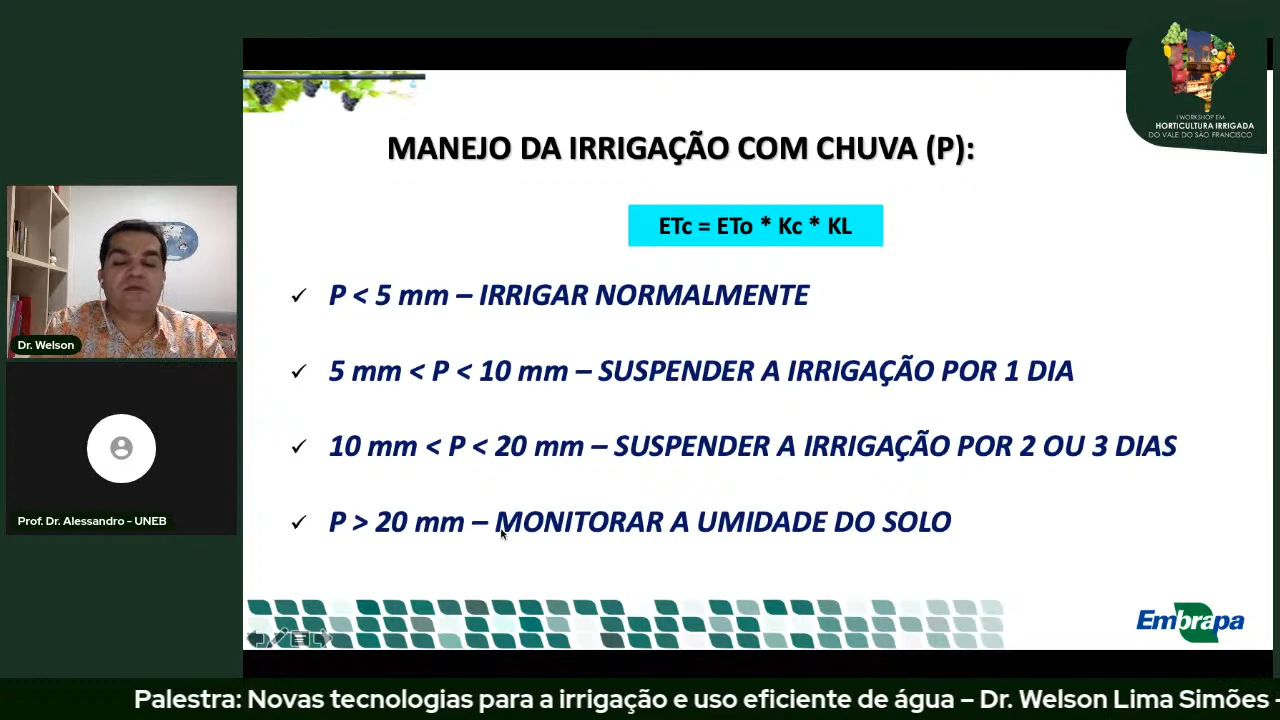 I WORKSHOP EM
HORTICULTURA IRRIGADA
DO VALE DO SÃO FRANCISCO
MANEJO DA IRRIGAÇÃO COM CHUVA (P):
ETc = ETo * Kc * KL
✓ P < 5 mm – IRRIGAR NORMALMENTE
✓ 5 mm < P < 10 mm – SUSPENDER A IRRIGAÇÃO POR 1 DIA
✓ 10 mm < P < 20 mm – SUSPENDER A IRRIGAÇÃO POR 2 OU 3 DIAS
✓ P > 20 mm – MONITORAR A UMIDADE DO SOLO
Dr. Welson
Prof. Dr. Alessandro – UNEB
Embrapa
Palestra: Novas tecnologias para a irrigação e uso eficiente de água – Dr. Welson Lima Simões -